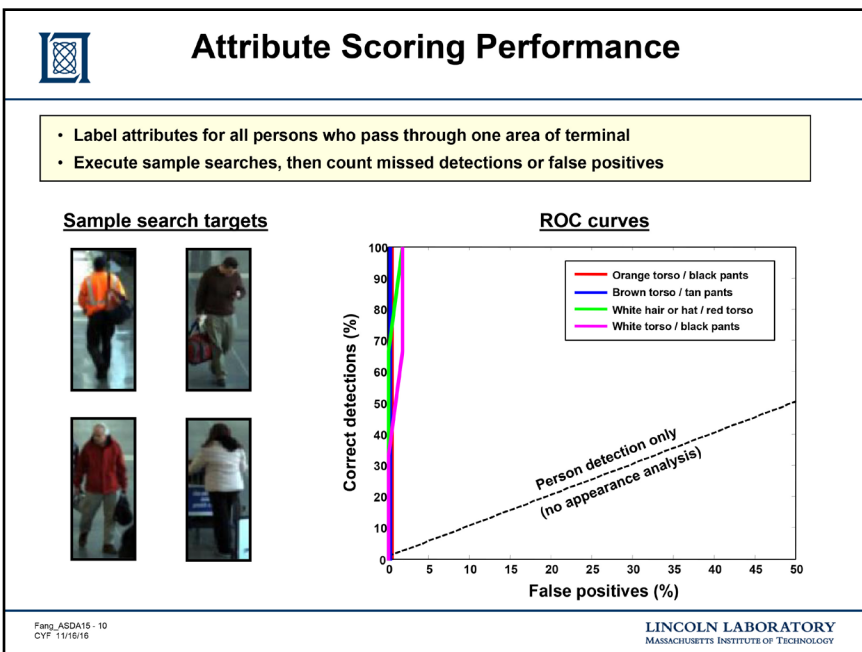 Attribute Scoring Performance
• Label attributes for all persons who pass through one area of terminal
• Execute sample searches, then count missed detections or false positives
Sample search targets
ROC curves
Correct detections (%)
100
90
80
70
60
50
40
30
20
10
0
Orange torso / black pants
Brown torso / tan pants
White hair or hat / red torso
White torso / black pants
Person detection only
(no appearance analysis)
0 5 10 15 20 25 30 35 40 45 50
False positives (%)
Fang_ASDA15 - 10
CYF 11/16/16
LINCOLN LABORATORY
MASSACHUSETTS INSTITUTE OF TECHNOLOGY